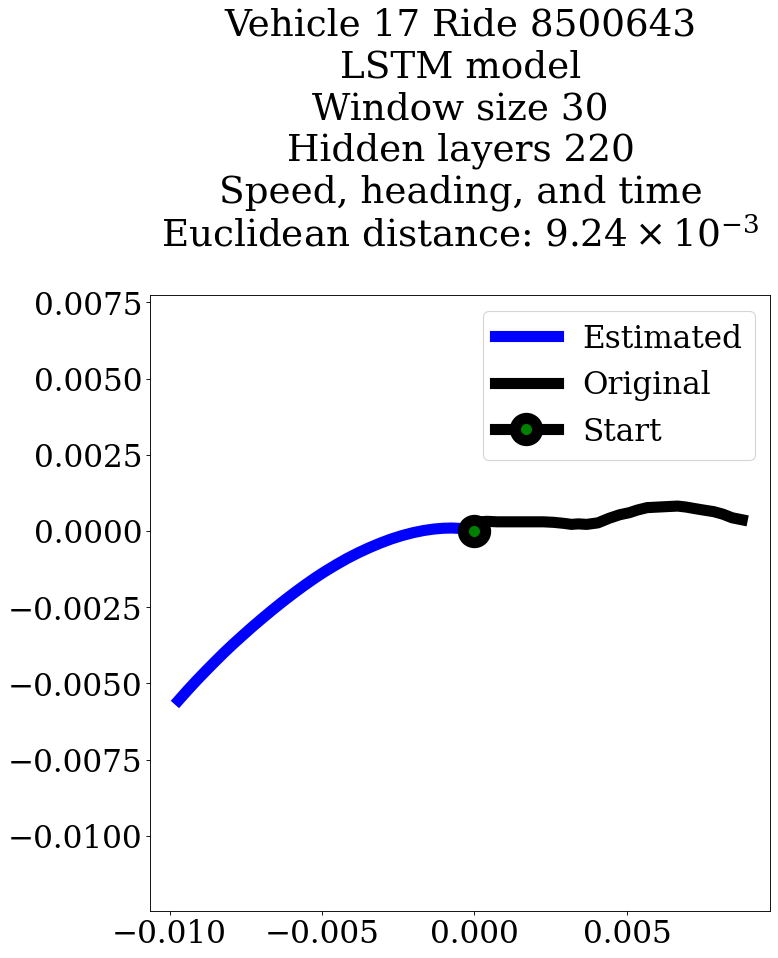 Vehicle 17 Ride 8500643
LSTM model
Window size 30
Hidden layers 220
Speed, heading, and time
Euclidean distance: 9.24 × 10⁻³
0.0075
0.0050
0.0025
0.0000
−0.0025
−0.0050
−0.0075
−0.0100
Estimated
Original
Start
−0.010 −0.005 0.000 0.005